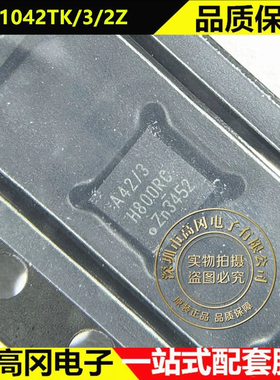 1042TK/3/2Z
品质保
A42/3
H800RC
Zn3452
深圳市高冈电子有限公司
实物拍摄
盗图必究
高冈电子
一站式配套服